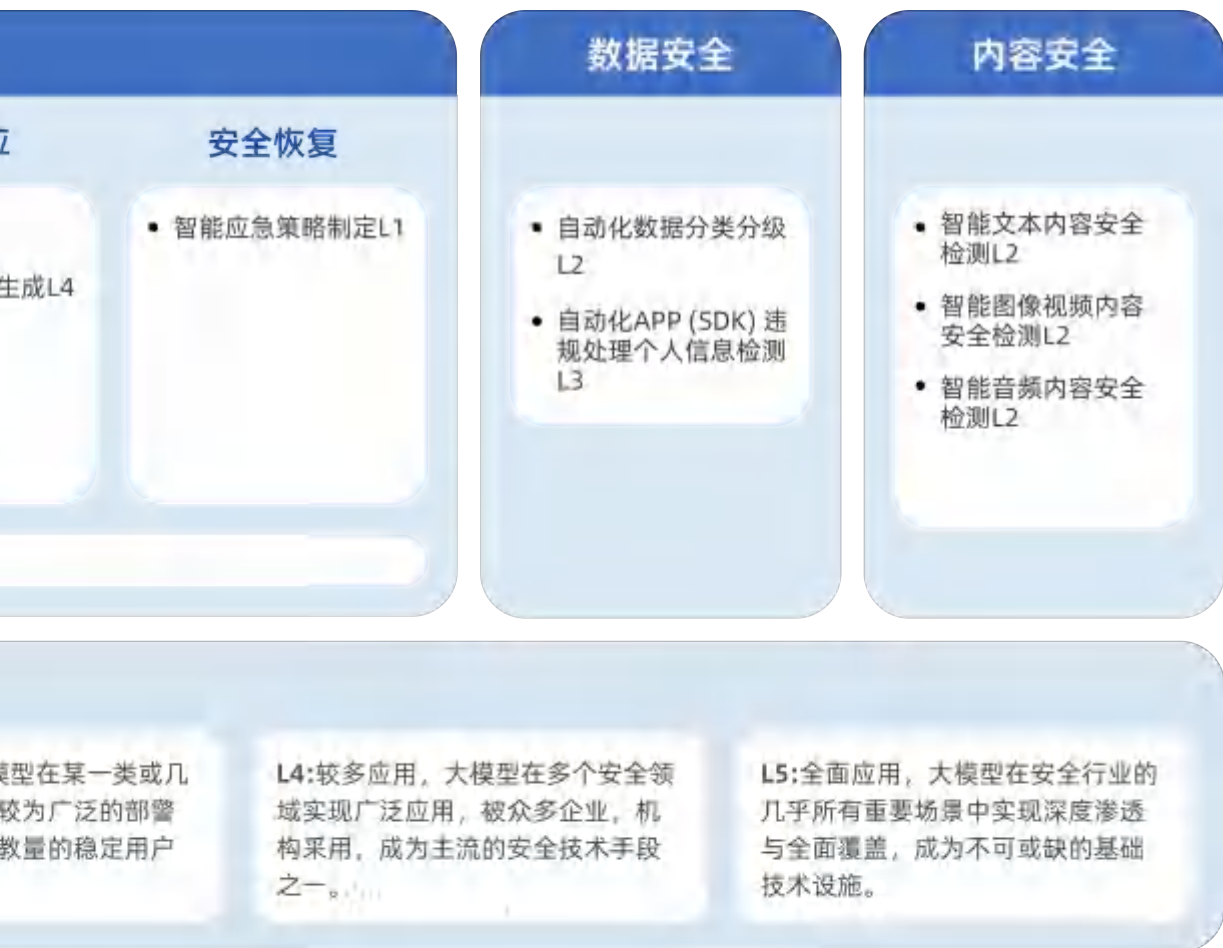 数据安全
内容安全
应
安全恢复
生成L4
• 智能应急策略制定L1
• 自动化数据分类分级
L2
• 自动化APP (SDK) 违
规处理个人信息检测
L3
• 智能文本内容安全
检测L2
• 智能图像视频内容
安全检测L2
• 智能音频内容安全
检测L2
模型在某一类或几
较为广泛的部警
数量的稳定用户
L4:较多应用，大模型在多个安全领
域实现广泛应用，被众多企业，机
构采用，成为主流的安全技术手段
之一。
L5:全面应用，大模型在安全行业的
几乎所有重要场景中实现深度渗透
与全面覆盖，成为不可或缺的基础
技术设施。